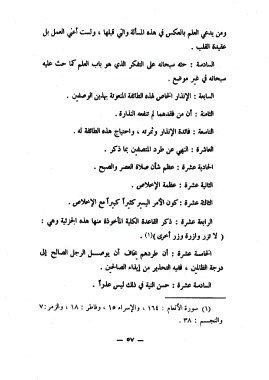 ومن يدعي العلم بالعكس في هذه المسألة والتي قبلها ، ولست أعني العمل بل
عقيدة القلب .
السادسة : حثه سبحانه على التفكر الذي هو باب العلم كما حث عليه
سبحانه في غير موضع .
السابعة : الإنذار الخاص لهذه الطائفة المنعوتة بهذين الوصفين .
الثامنة : أن من فقدهما لم تنفعه النذارة .
التاسعة : فائدة الإنذار وثمرته ، واحتياج هذه الطائفة له .
العاشرة : النهي عن طرد المتصفين بما ذكر .
الحادية عشرة : عظم شأن صلاة العصر والصبح .
الثانية عشرة : عظمة الإخلاص .
الثالثة عشرة : كون الأمر اليسير كثيراً كبيراً مع الإخلاص .
الرابعة عشرة : ذكر القاعدة الكلية المأخوذة منها هذه الجزئية وهي :
( لا تزر وازرة وزر أخرى )(١) .
الخامسة عشرة : أن طردهم يخاف أن يوصل الرجل الصالح إلى
درجة الظالمين ، ففيه التحذير من إيذاء الصالحين .
السادسة عشرة : حسن النية في ذلك ليس عذراً .
(١) سورة الأنعام : ١٦٤ ، والإسراء ١٥ ، وفاطر : ١٨ ، والزمر : ٧
والنجم : ٣٨ .
— ٥٧ —